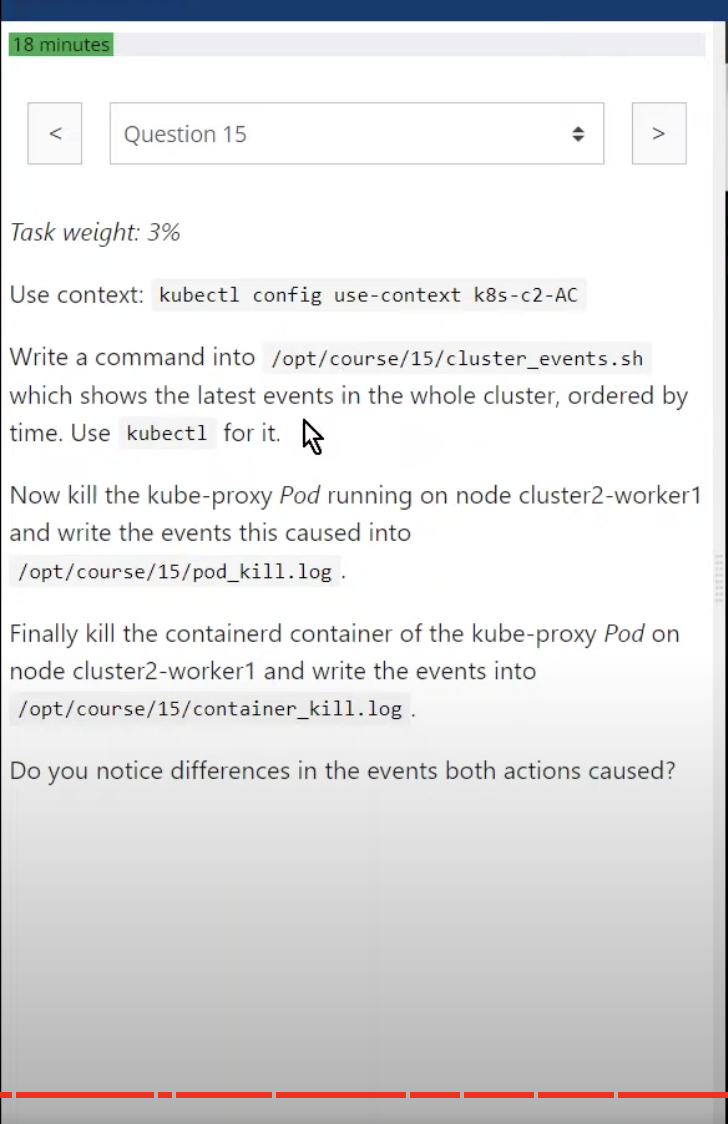 18 minutes
< Question 15 >
Task weight: 3%
Use context: kubectl config use-context k8s-c2-AC
Write a command into /opt/course/15/cluster_events.sh
which shows the latest events in the whole cluster, ordered by
time. Use kubectl for it.
Now kill the kube-proxy Pod running on node cluster2-worker1
and write the events this caused into
/opt/course/15/pod_kill.log .
Finally kill the containerd container of the kube-proxy Pod on
node cluster2-worker1 and write the events into
/opt/course/15/container_kill.log .
Do you notice differences in the events both actions caused?